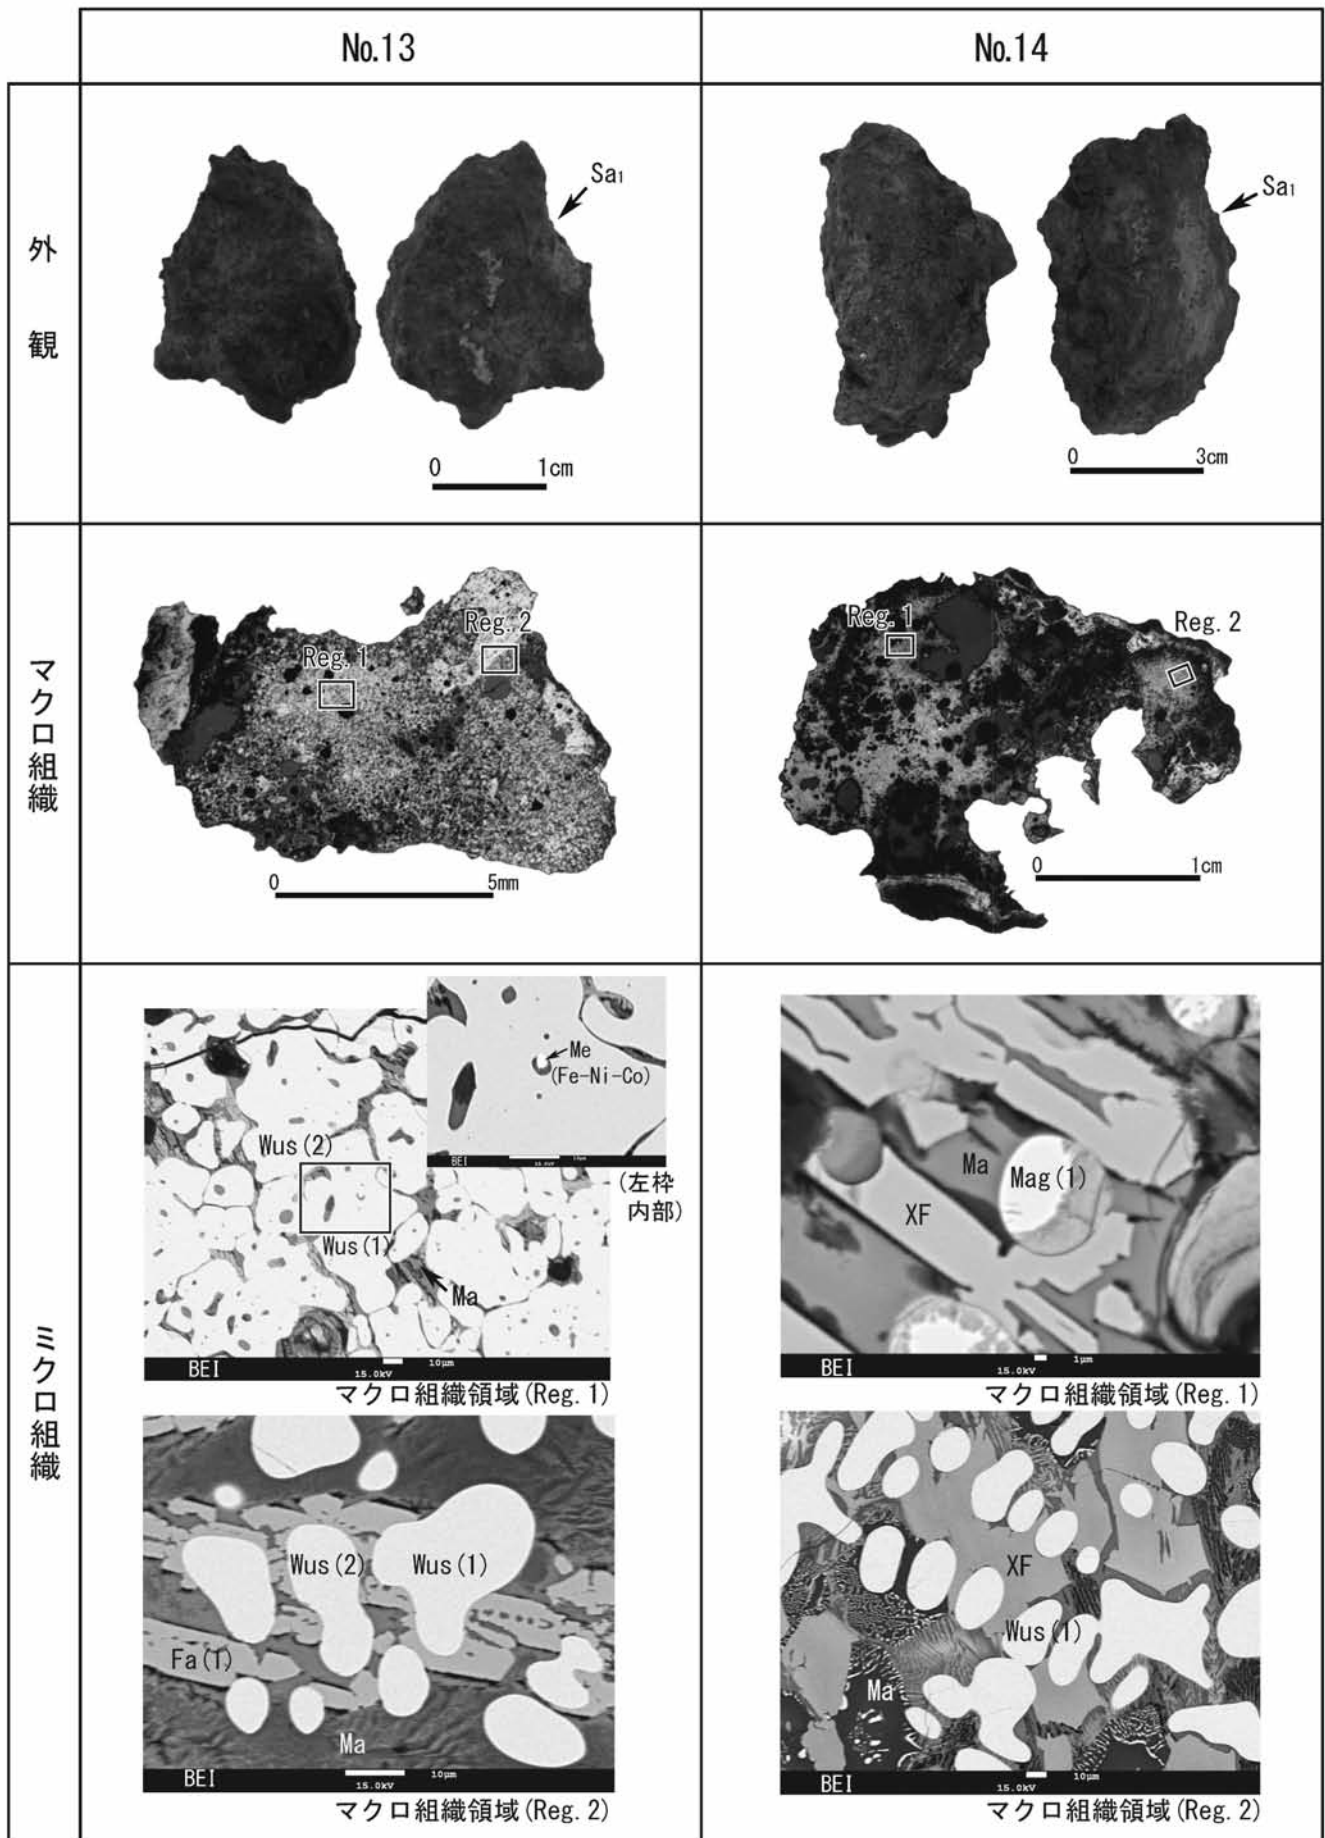 No.13
No.14
外観
Sa1
0 1cm
Sa1
0 3cm
マクロ組織
Reg.1
Reg.2
0 5mm
Reg.1
Reg.2
0 1cm
ミクロ組織
Me
(Fe-Ni-Co)
BEI
Wus(2)
(左枠
内部)
Wus(1)
Ma
BEI 15.0kV 10μm
マクロ組織領域(Reg.1)
Ma
Mag(1)
XF
BEI 15.0kV 1μm
マクロ組織領域(Reg.1)
Wus(2)
Wus(1)
Fa(1)
Ma
BEI 15.0kV 10μm
マクロ組織領域(Reg.2)
XF
Wus(1)
Ma
BEI 15.0kV 10μm
マクロ組織領域(Reg.2)